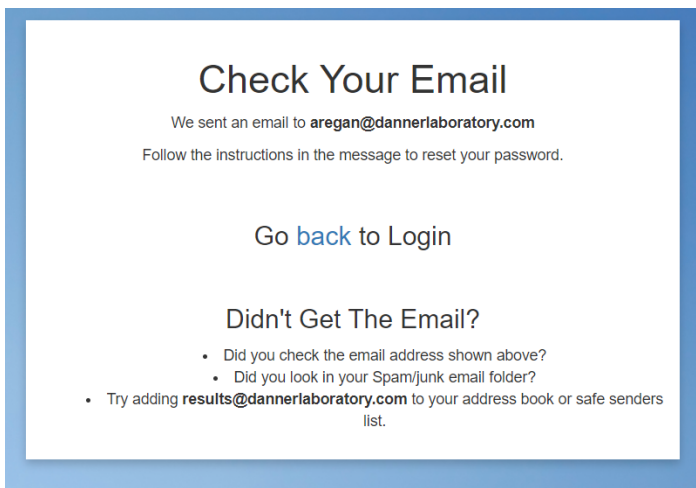 Check Your Email
We sent an email to aregan@dannerlaboratory.com
Follow the instructions in the message to reset your password.
Go back to Login
Didn't Get The Email?
• Did you check the email address shown above?
• Did you look in your Spam/junk email folder?
• Try adding results@dannerlaboratory.com to your address book or safe senders
list.